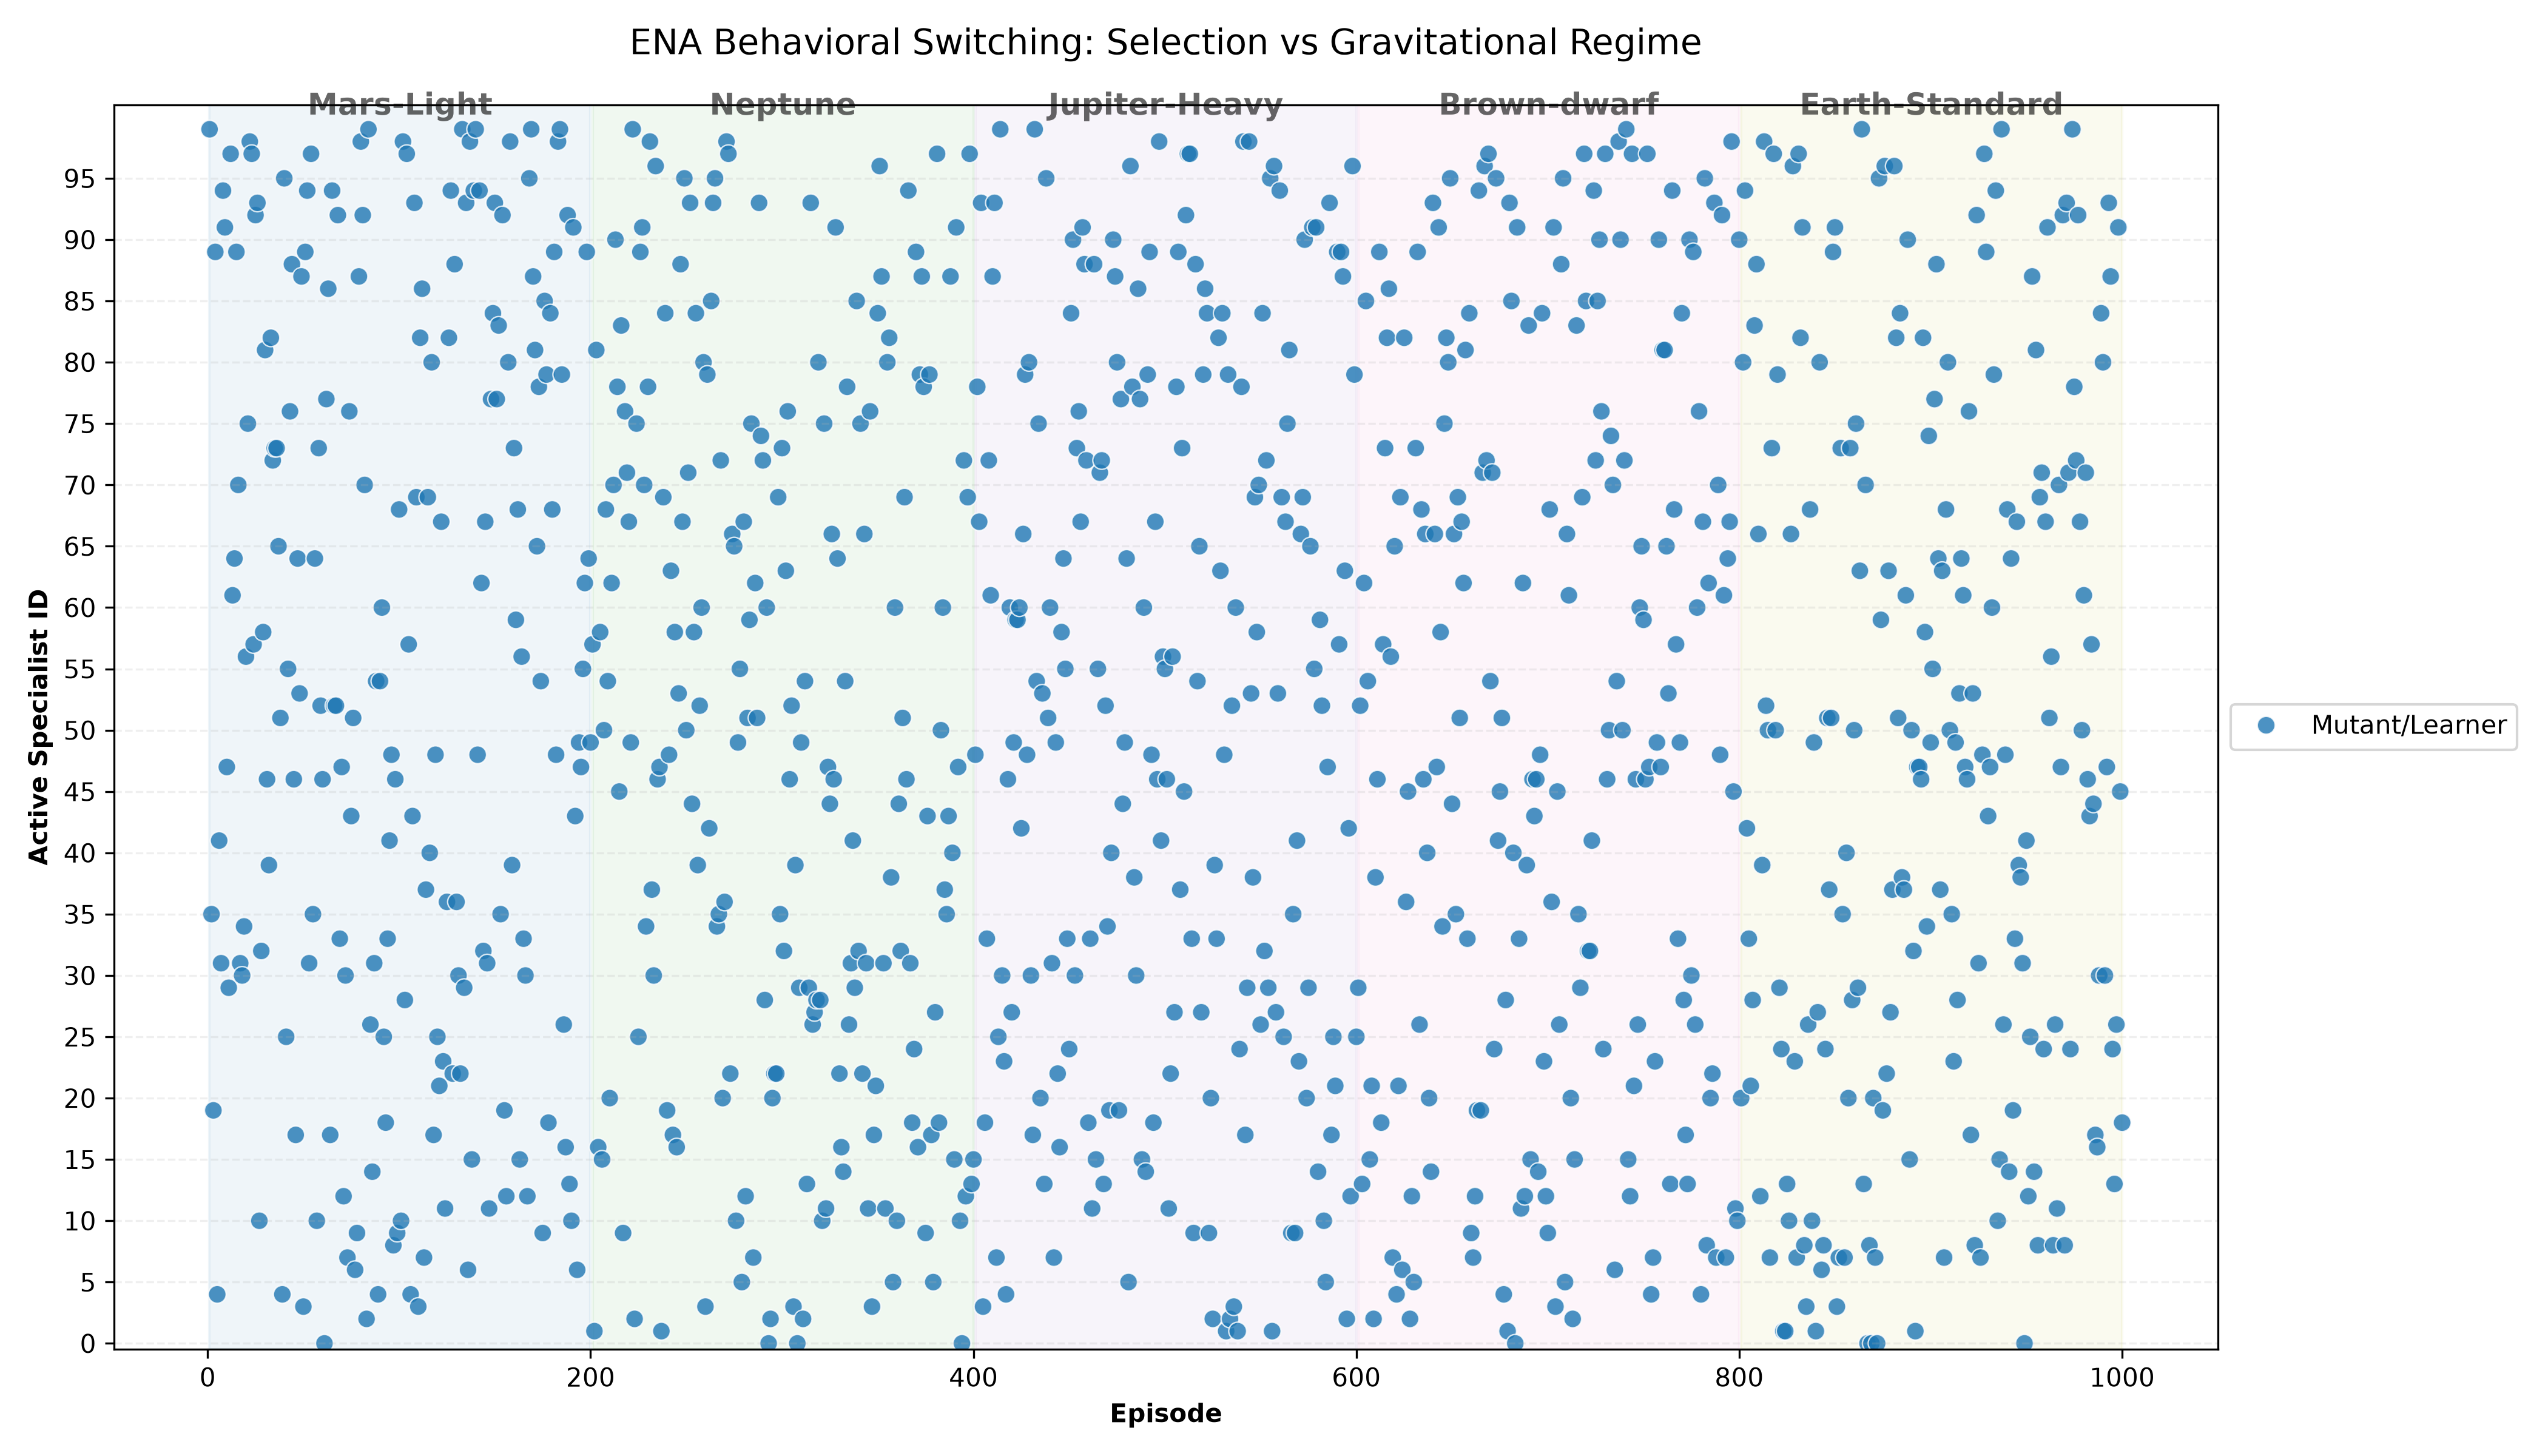 ENA Behavioral Switching: Selection vs Gravitational Regime
Mars-Light
Neptune
Jupiter-Heavy
Brown-dwarf
Earth-Standard
95
90
85
80
75
70
65
60
55
50
45
40
35
30
25
20
15
10
5
0
Active Specialist ID
Mutant/Learner
0
200
400
600
800
1000
Episode